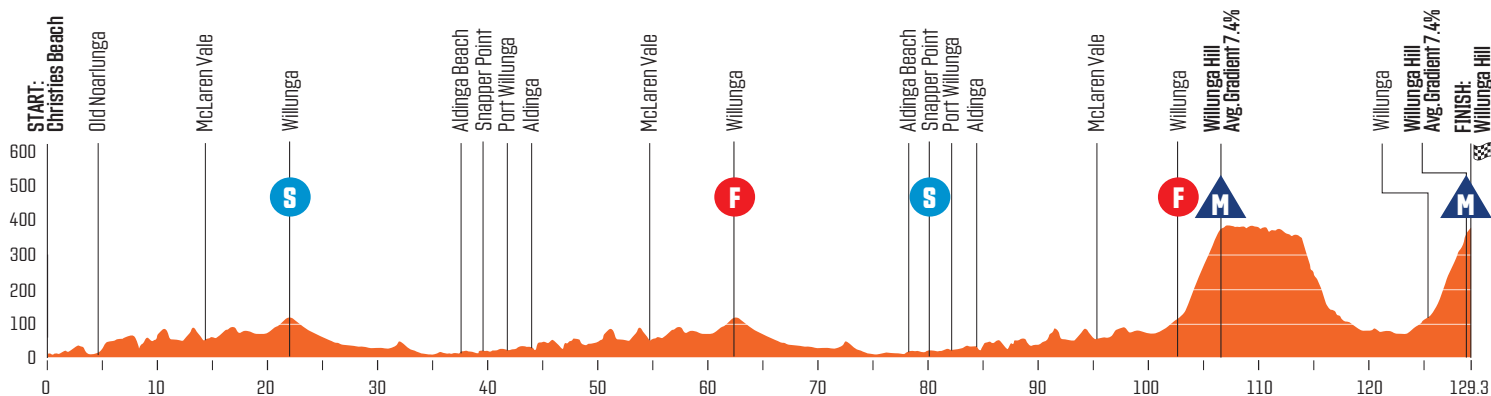 START:
Christies Beach
Old Noarlunga
McLaren Vale
Willunga
Aldinga Beach
Snapper Point
Port Willunga
Aldinga
McLaren Vale
Willunga
Aldinga Beach
Snapper Point
Port Willunga
Aldinga
McLaren Vale
Willunga
Willunga Hill
Avg. Gradient 7.4%
Willunga
Willunga Hill
Avg. Gradient 7.4%
FINISH:
Willunga Hill
600
500
400
300
200
100
0
S
F
S
F
M
M
0 10 20 30 40 50 60 70 80 90 100 110 120 129.3